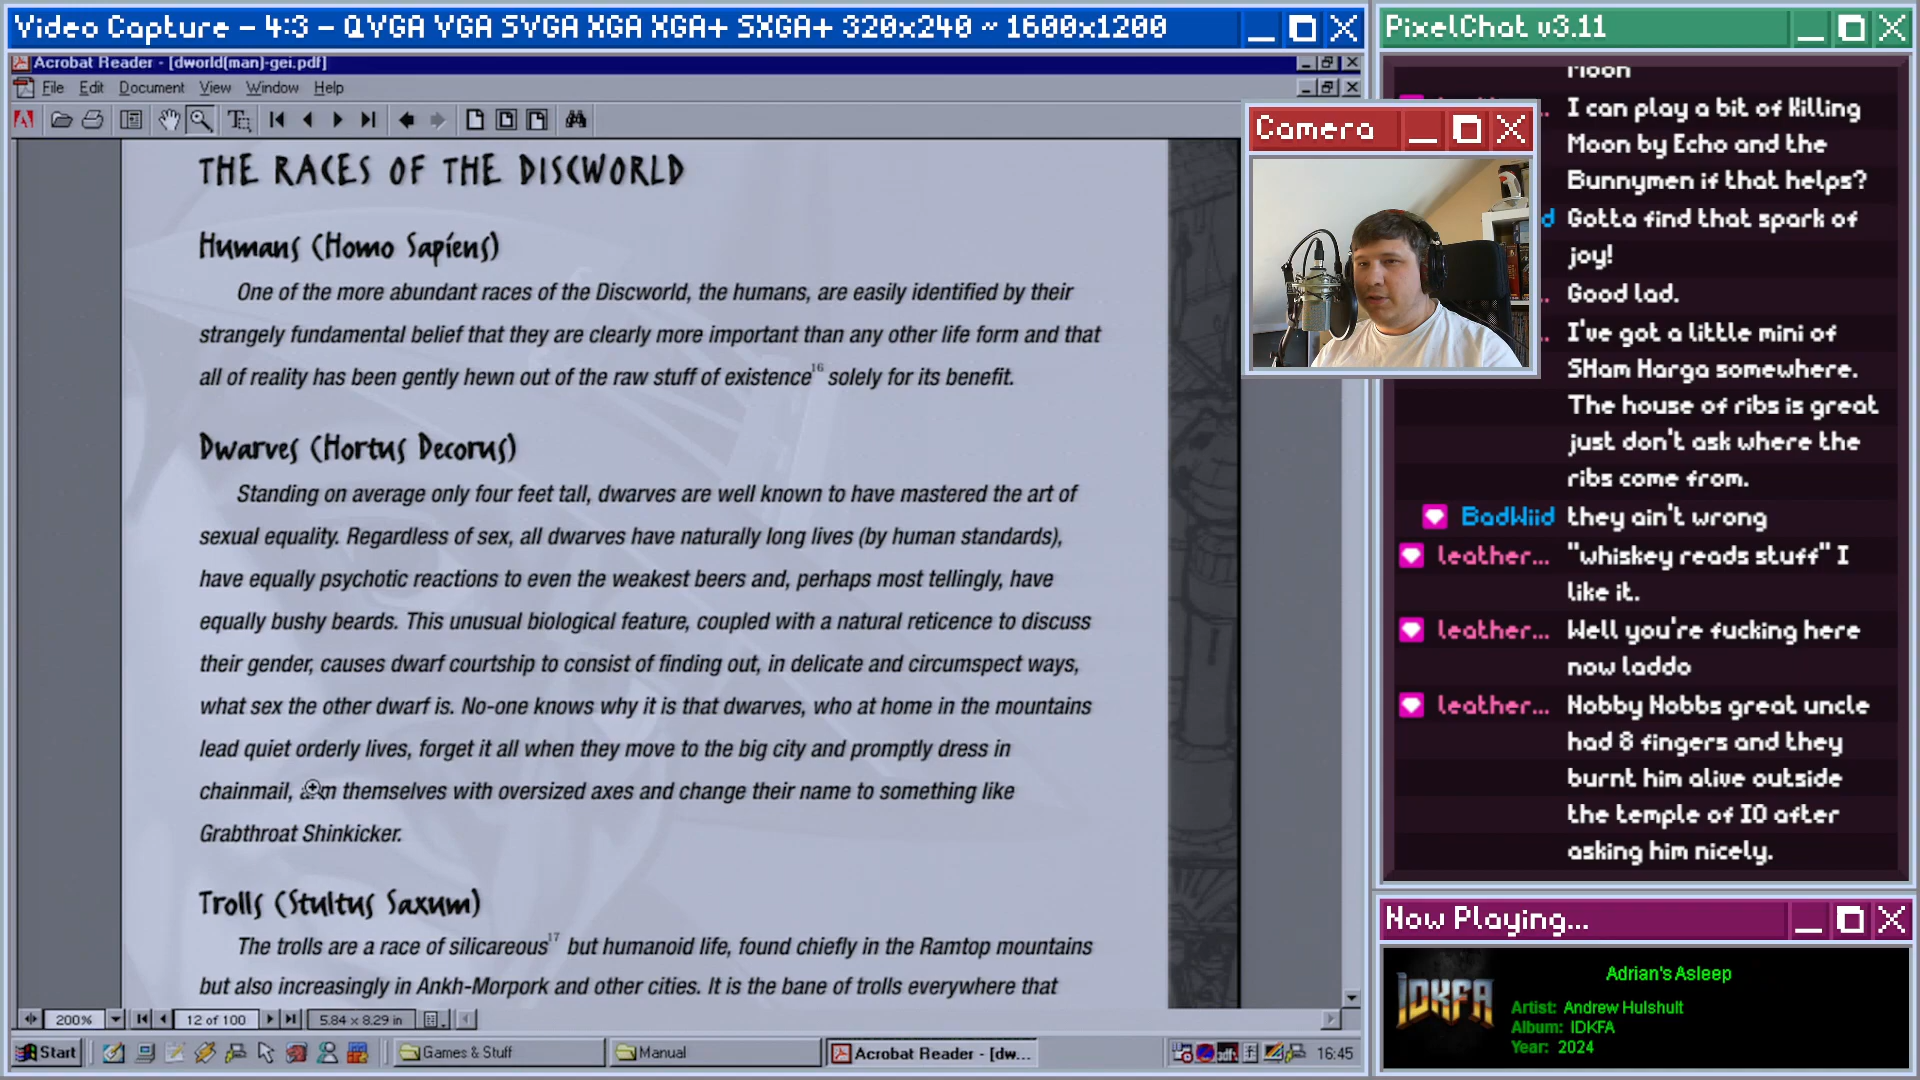 Video Capture - 4:3 - QVGA VGA SVGA XGA XGA+ SXGA+ 320x240 ~ 1600x1200
Acrobat Reader - [dworld(man)-gei.pdf]
File Edit Document View Window Help
THE RACES OF THE DISCWORLD
Humans (Homo Sapiens)
One of the more abundant races of the Discworld, the humans, are easily identified by their
strangely fundamental belief that they are clearly more important than any other life form and that
all of reality has been gently hewn out of the raw stuff of existence16 solely for its benefit.
Dwarves (Hortus Decorus)
Standing on average only four feet tall, dwarves are well known to have mastered the art of
sexual equality. Regardless of sex, all dwarves have naturally long lives (by human standards),
have equally psychotic reactions to even the weakest beers and, perhaps most tellingly, have
equally bushy beards. This unusual biological feature, coupled with a natural reticence to discuss
their gender, causes dwarf courtship to consist of finding out, in delicate and circumspect ways,
what sex the other dwarf is. No-one knows why it is that dwarves, who at home in the mountains
lead quiet orderly lives, forget it all when they move to the big city and promptly dress in
chainmail, arm themselves with oversized axes and change their name to something like
Grabthroat Shinkicker.
Trolls (Stultus Saxum)
The trolls are a race of silicareous17 but humanoid life, found chiefly in the Ramtop mountains
but also increasingly in Ankh-Morpork and other cities. It is the bane of trolls everywhere that
200% 12 of 100 5.84 x 8.29 in
Start Games & Stuff Manual Acrobat Reader - [dw... 16:45
Camera
PixelChat v3.11
Moon
I can play a bit of Killing
Moon by Echo and the
Bunnymen if that helps?
d Gotta find that spark of
joy!
Good lad.
I've got a little mini of
SHam Harga somewhere.
The house of ribs is great
just don't ask where the
ribs come from.
BadWiid they ain't wrong
leather... "whiskey reads stuff" I
like it.
leather... Well you're fucking here
now laddo
leather... Nobby Nobbs great uncle
had 8 fingers and they
burnt him alive outside
the temple of IO after
asking him nicely.
Now Playing...
IDKFA
Adrian's Asleep
Artist: Andrew Hulshult
Album: IDKFA
Year: 2024